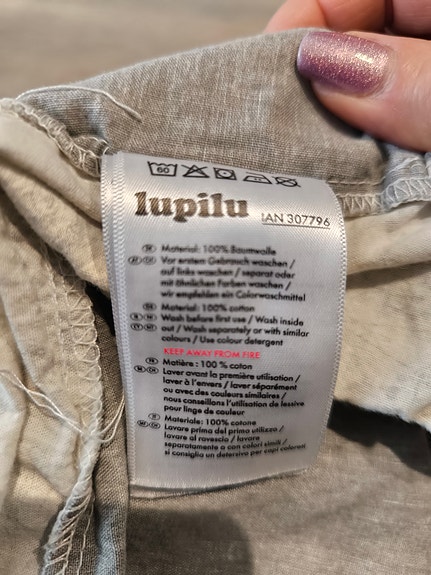 60
lupilu IAN 307796
Material: 100% Baumwolle
Vor erstem Gebrauch waschen /
auf links waschen / separat oder
mit ähnlichen Farben waschen /
wir empfehlen ein Colorwaschmittel
Material: 100% cotton
Wash before first use / Wash inside
out / Wash separately or with similar
colours / Use colour detergent
KEEP AWAY FROM FIRE
Matière : 100 % coton
Laver avant la première utilisation /
laver à l'envers / laver séparément
ou avec des couleurs similaires /
nous conseillons l'utilisation de lessive
pour linge de couleur
Materiale: 100% cotone
Lavare prima del primo utilizzo /
lavare al rovescio / lavare
separatamente o con colori simili /
si consiglia un detersivo per capi colorati